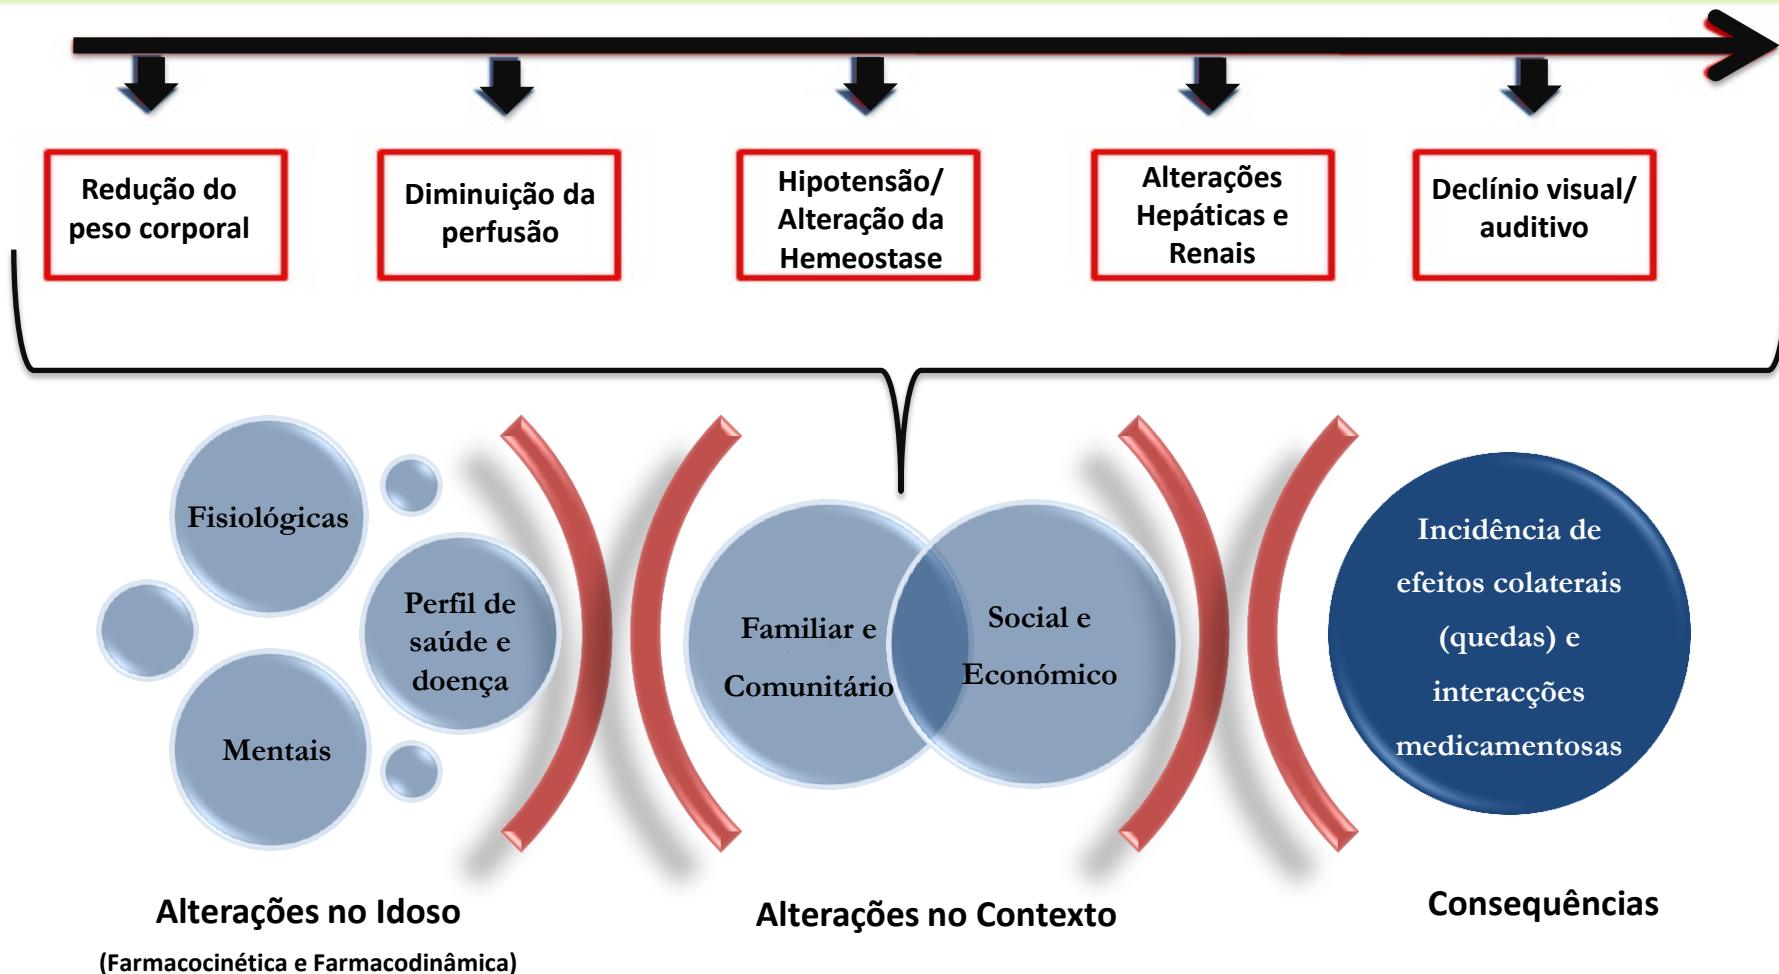 Redução do
peso corporal
Diminuição da
perfusão
Hipotensão/
Alteração da
Hemeostase
Alterações
Hepáticas e
Renais
Declínio visual/
auditivo
Fisiológicas
Perfil de
saúde e
doença
Mentais
Familiar e
Comunitário
Social e
Económico
Incidência de
efeitos colaterais
(quedas) e
interacções
medicamentosas
Alterações no Idoso
(Farmacocinética e Farmacodinâmica)
Alterações no Contexto
Consequências